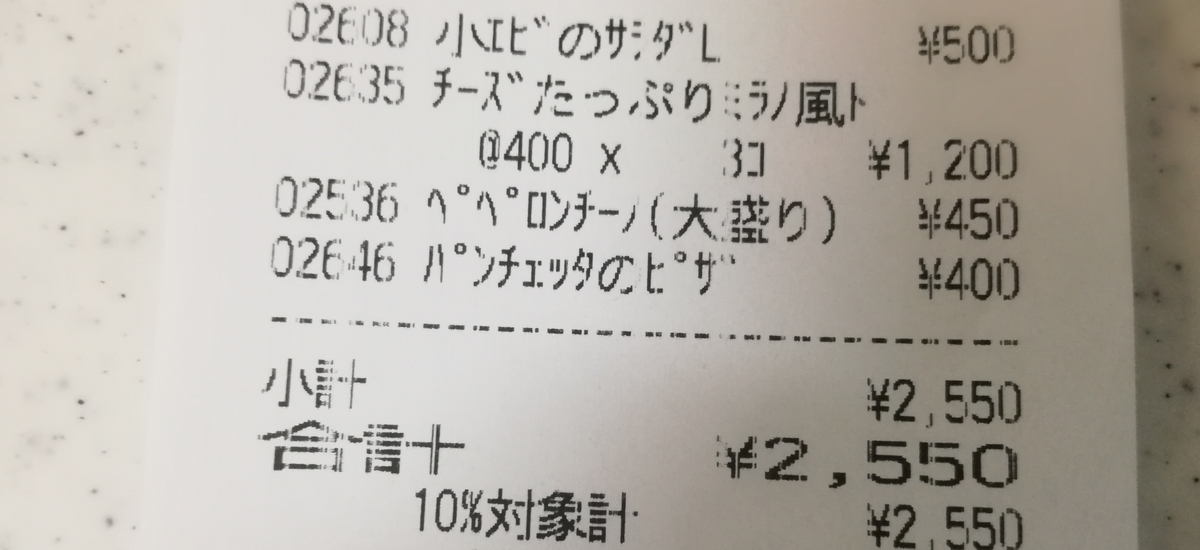 02608 小ｴﾋﾞのｻﾗﾀﾞL ¥500
02635 ﾁｰｽﾞたっぷりﾐﾗﾉ風ﾄ
@400 x 3ｺ ¥1,200
02536 ﾍﾟﾍﾟﾛﾝﾁｰﾉ(大盛り) ¥450
02646 ﾊﾟﾝﾁｪｯﾀのﾋﾟｻﾞ ¥400
小計 ¥2,550
合計 ¥2,550
10%対象計 ¥2,550